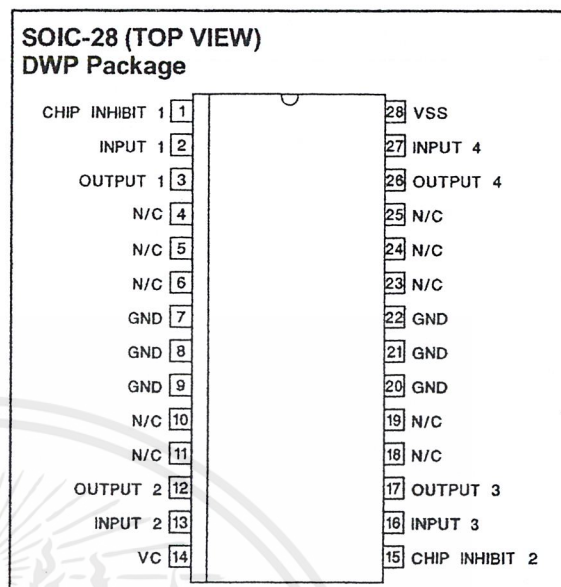 SOIC-28 (TOP VIEW)
DWP Package
CHIP INHIBIT 1 1 28 VSS
INPUT 1 2 27 INPUT 4
OUTPUT 1 3 26 OUTPUT 4
N/C 4 25 N/C
N/C 5 24 N/C
N/C 6 23 N/C
GND 7 22 GND
GND 8 21 GND
GND 9 20 GND
N/C 10 19 N/C
N/C 11 18 N/C
OUTPUT 2 12 17 OUTPUT 3
INPUT 2 13 16 INPUT 3
VC 14 15 CHIP INHIBIT 2